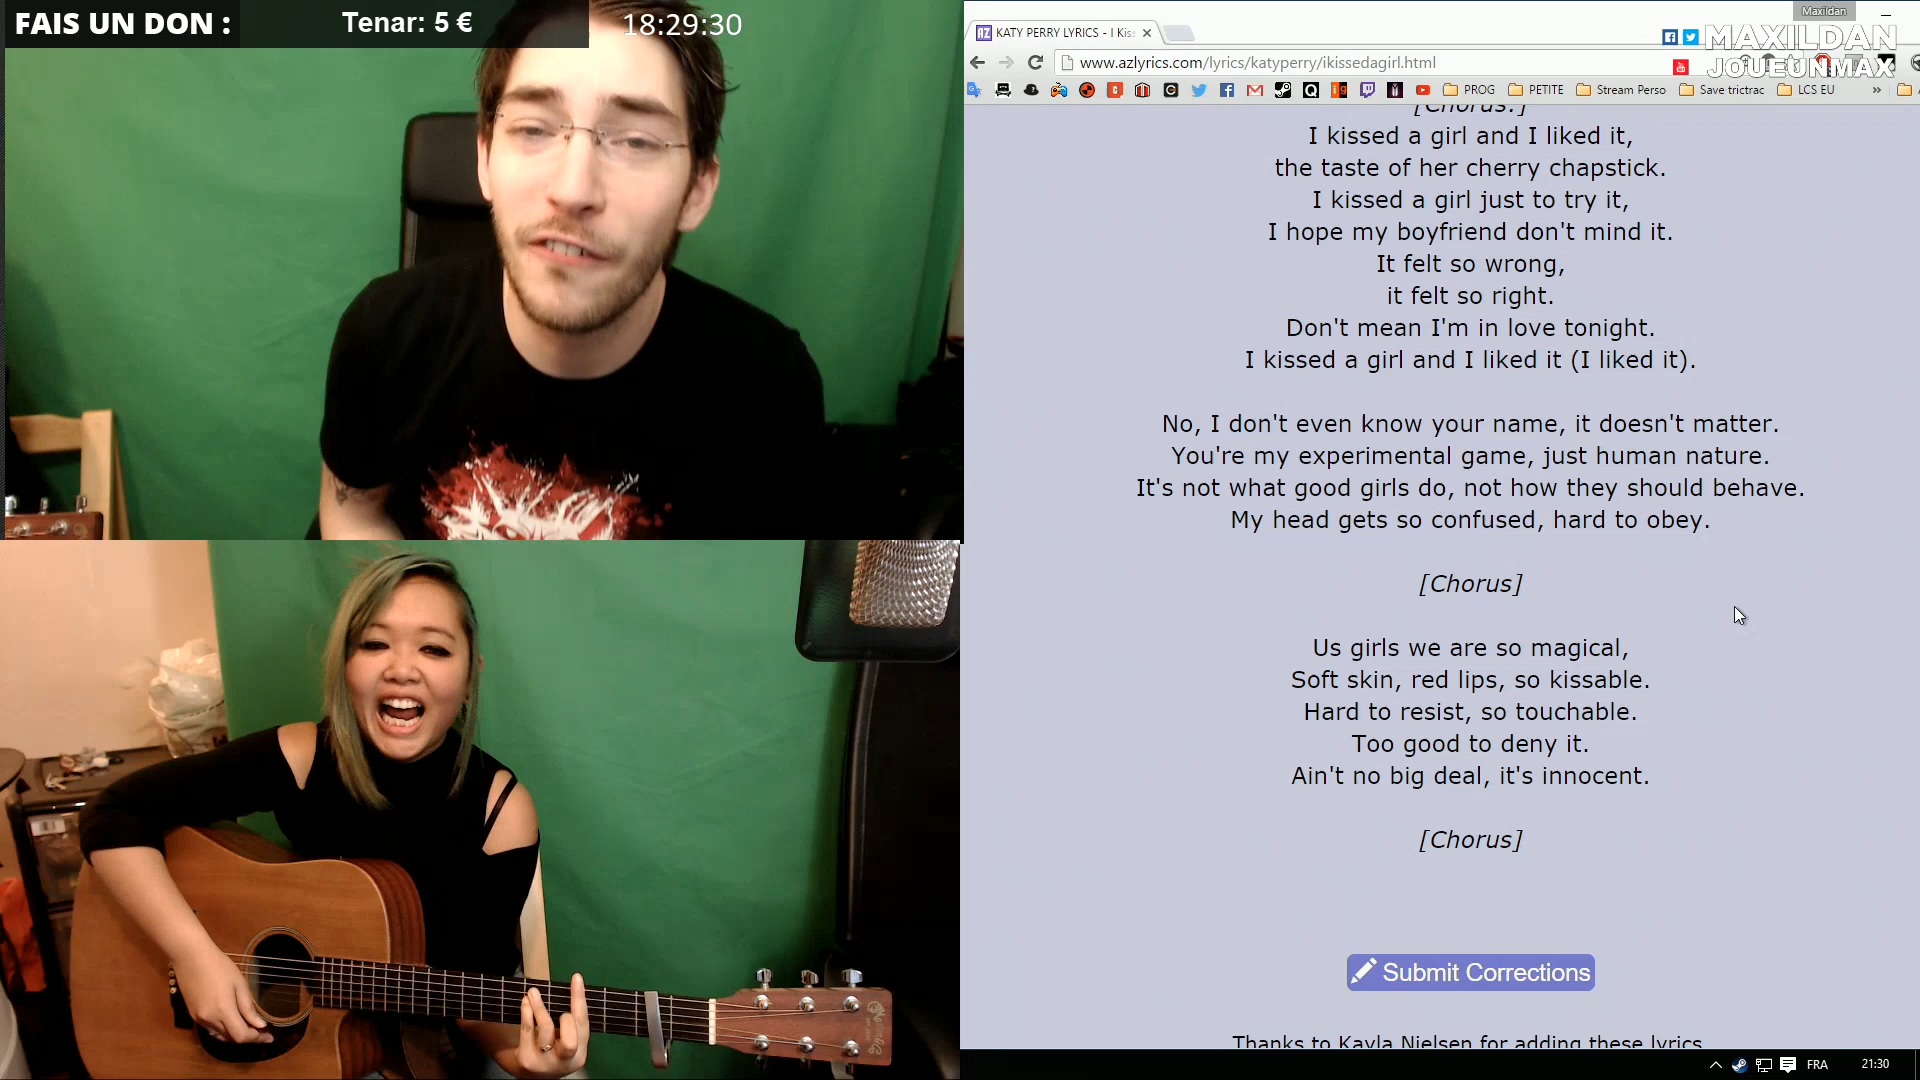 FAIS UN DON :
Tenar: 5 €
18:29:30
Maxildan
KATY PERRY LYRICS - I Kis
MAXILDAN
JOUEUNMAX
www.azlyrics.com/lyrics/katyperry/ikissedagirl.html
PROG
PETITE
Stream Perso
Save trictrac
LCS EU
[Chorus:]
I kissed a girl and I liked it,
the taste of her cherry chapstick.
I kissed a girl just to try it,
I hope my boyfriend don't mind it.
It felt so wrong,
it felt so right.
Don't mean I'm in love tonight.
I kissed a girl and I liked it (I liked it).
No, I don't even know your name, it doesn't matter.
You're my experimental game, just human nature.
It's not what good girls do, not how they should behave.
My head gets so confused, hard to obey.
[Chorus]
Us girls we are so magical,
Soft skin, red lips, so kissable.
Hard to resist, so touchable.
Too good to deny it.
Ain't no big deal, it's innocent.
[Chorus]
Submit Corrections
Thanks to Kayla Nielsen for adding these lyrics
FRA
21:30